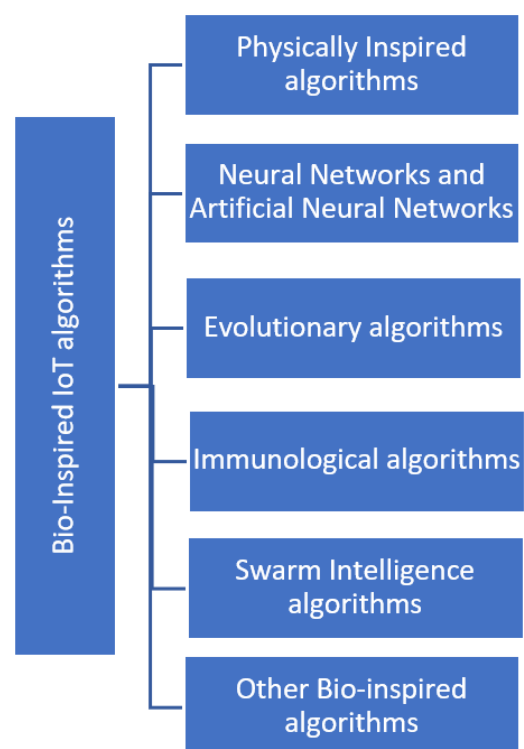 Bio-Inspired IoT algorithms
Physically Inspired
algorithms
Neural Networks and
Artificial Neural Networks
Evolutionary algorithms
Immunological algorithms
Swarm Intelligence
algorithms
Other Bio-inspired
algorithms